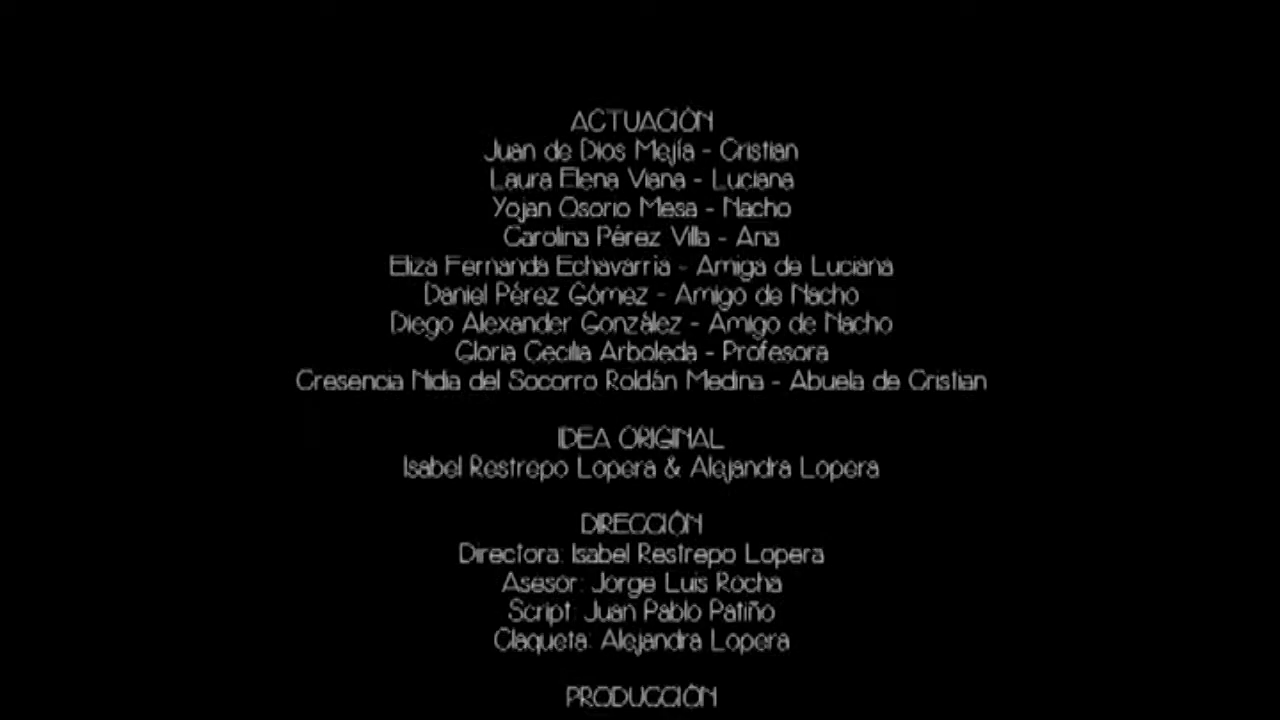 ACTUACIÓN
Juan de Dios Mejía - Cristian
Laura Elena Viana - Luciana
Yojan Osorio Mesa - Nacho
Carolina Pérez Villa - Ana
Eliza Fernanda Echavarria - Amiga de Luciana
Daniel Pérez Gómez - Amigo de Nacho
Diego Alexander González - Amigo de Nacho
Gloria Cecilia Arboleda - Profesora
Cresencia Nidia del Socorro Roldán Medina - Abuela de Cristian
IDEA ORIGINAL
Isabel Restrepo Lopera & Alejandra Lopera
DIRECCIÓN
Directora: Isabel Restrepo Lopera
Asesor: Jorge Luis Rocha
Script: Juan Pablo Patiño
Claqueta: Alejandra Lopera
PRODUCCIÓN